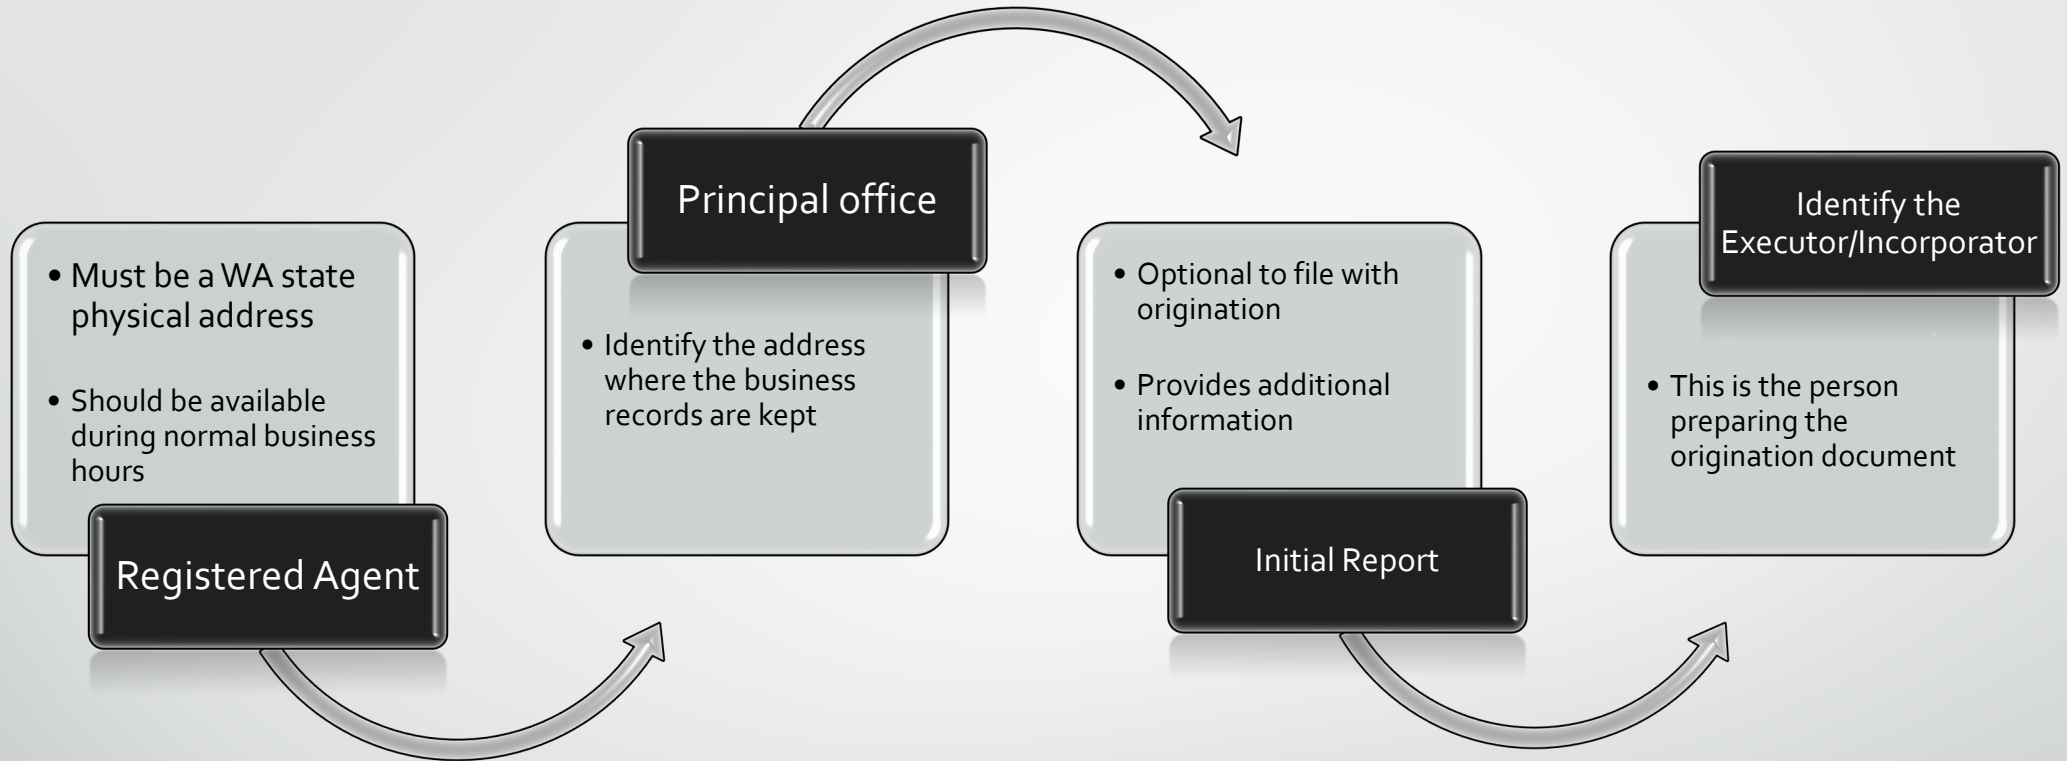 • Must be a WA state
physical address
• Should be available
during normal business
hours
Registered Agent
Principal office
• Identify the address
where the business
records are kept
• Optional to file with
origination
• Provides additional
information
Initial Report
Identify the
Executor/Incorporator
• This is the person
preparing the
origination document